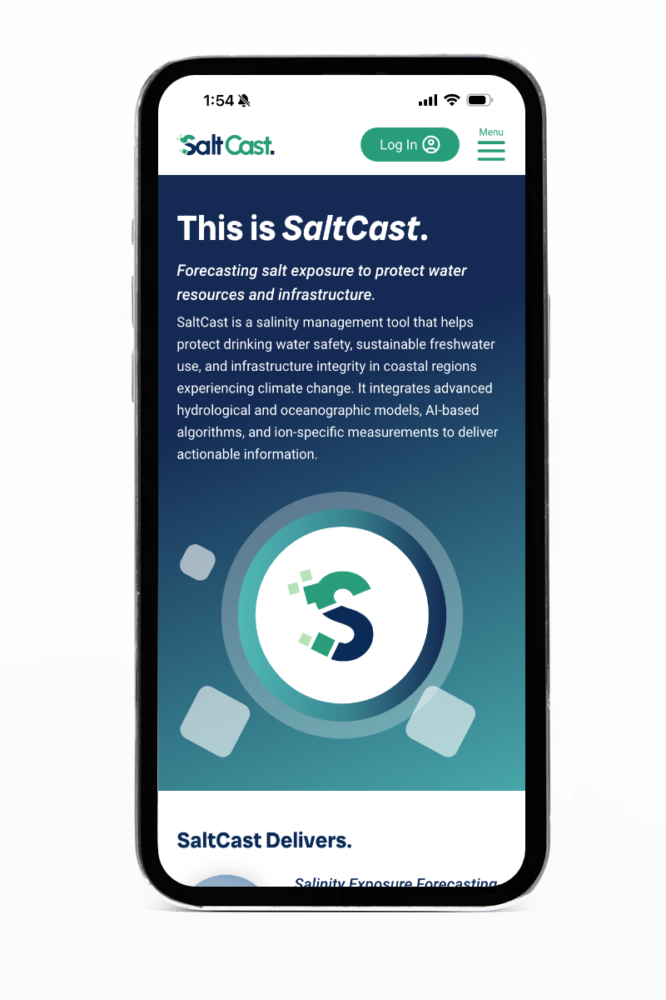 1:54
SaltCast.
Log In
Menu
This is SaltCast.
Forecasting salt exposure to protect water
resources and infrastructure.
SaltCast is a salinity management tool that helps
protect drinking water safety, sustainable freshwater
use, and infrastructure integrity in coastal regions
experiencing climate change. It integrates advanced
hydrological and oceanographic models, AI-based
algorithms, and ion-specific measurements to deliver
actionable information.
S
SaltCast Delivers.
Salinity Exposure Forecasting